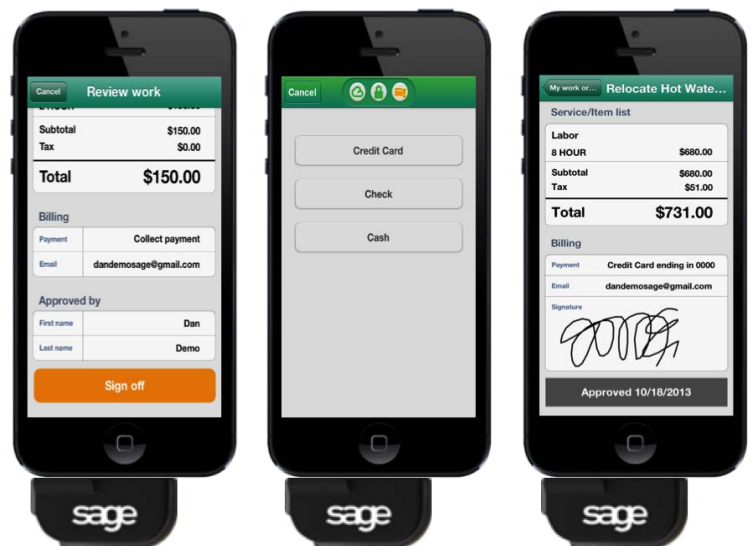 Cancel Review work
Subtotal $150.00
Tax $0.00
Total $150.00
Billing
Payment Collect payment
Email dandemosage@gmail.com
Approved by
First name Dan
Last name Demo
Sign off
sage
Cancel
Credit Card
Check
Cash
sage
My work or... Relocate Hot Wate...
Service/Item list
Labor
8 HOUR $680.00
Subtotal $680.00
Tax $51.00
Total $731.00
Billing
Payment Credit Card ending in 0000
Email dandemosage@gmail.com
Signature
Approved 10/18/2013
sage